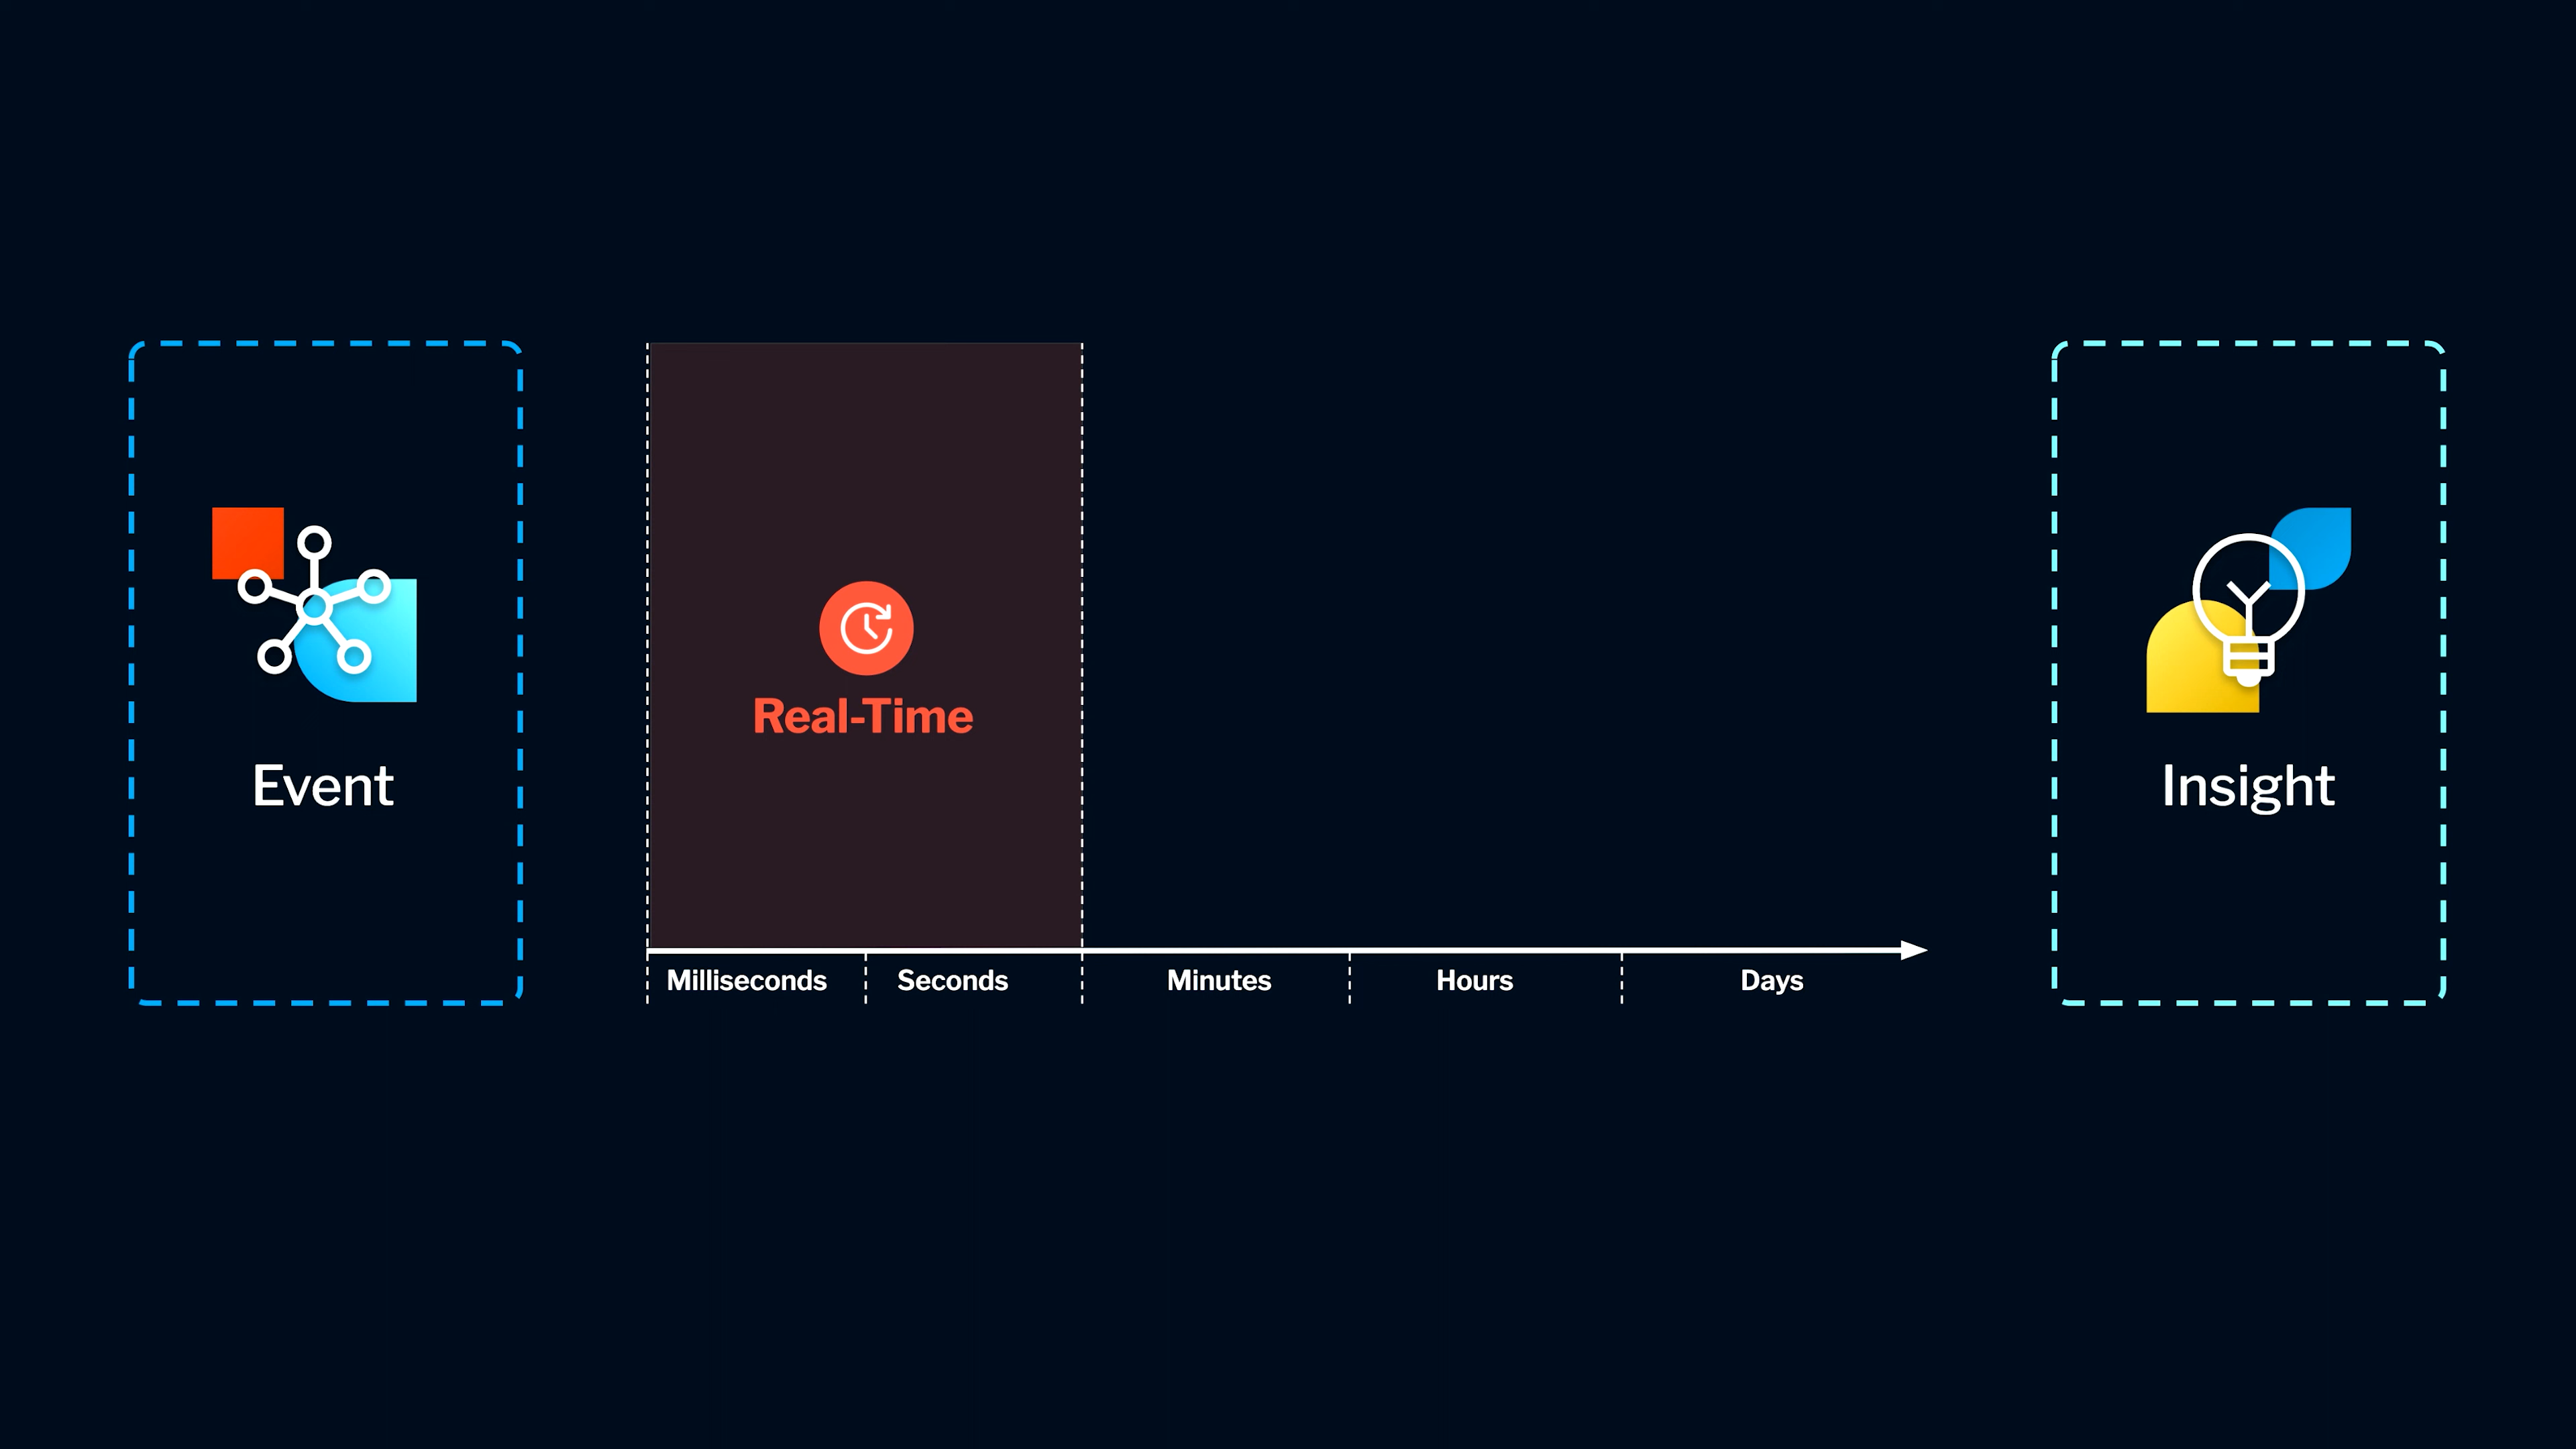 Event
Real-Time
Milliseconds
Seconds
Minutes
Hours
Days
Insight